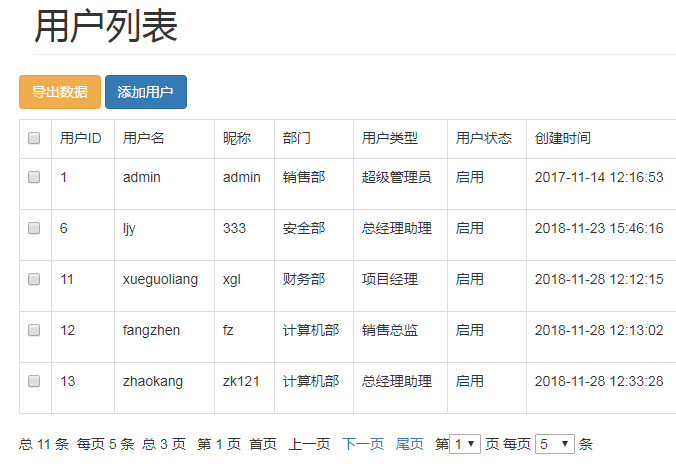 用户列表
导出数据 添加用户
用户ID 用户名 昵称 部门 用户类型 用户状态 创建时间
1 admin admin 销售部 超级管理员 启用 2017-11-14 12:16:53
6 ljy 333 安全部 总经理助理 启用 2018-11-23 15:46:16
11 xueguoliang xgl 财务部 项目经理 启用 2018-11-28 12:12:15
12 fangzhen fz 计算机部 销售总监 启用 2018-11-28 12:13:02
13 zhaokang zk121 计算机部 总经理助理 启用 2018-11-28 12:33:28
总 11 条 每页 5 条 总 3 页 第 1 页 首页 上一页 下一页 尾页 第 1 页 每页 5 条